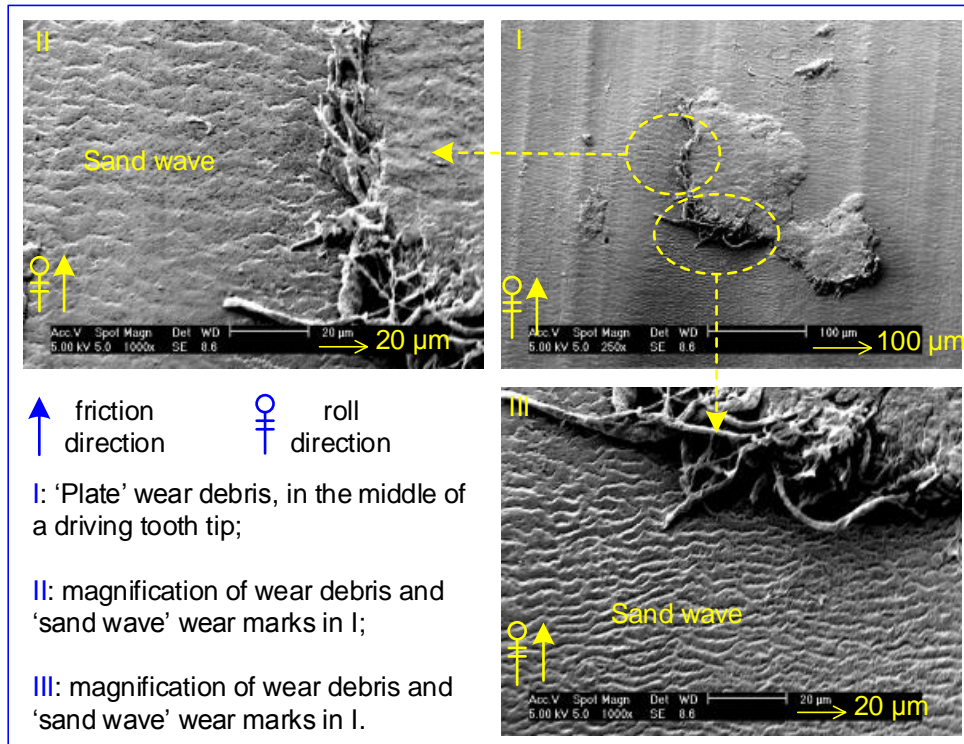 II
Sand wave
Acc.V Spot Magn Det WD 20 µm
5.00 kV 5.0 1000x SE 8.6
20 µm
I
Acc.V Spot Magn Det WD 100 µm
5.00 kV 5.0 250x SE 8.6
100 µm
friction
direction
roll
direction
I: ‘Plate’ wear debris, in the middle of
a driving tooth tip;
II: magnification of wear debris and
‘sand wave’ wear marks in I;
III: magnification of wear debris and
‘sand wave’ wear marks in I.
III
Sand wave
Acc.V Spot Magn Det WD 20 µm
5.00 kV 5.0 1000x SE 8.6
20 µm